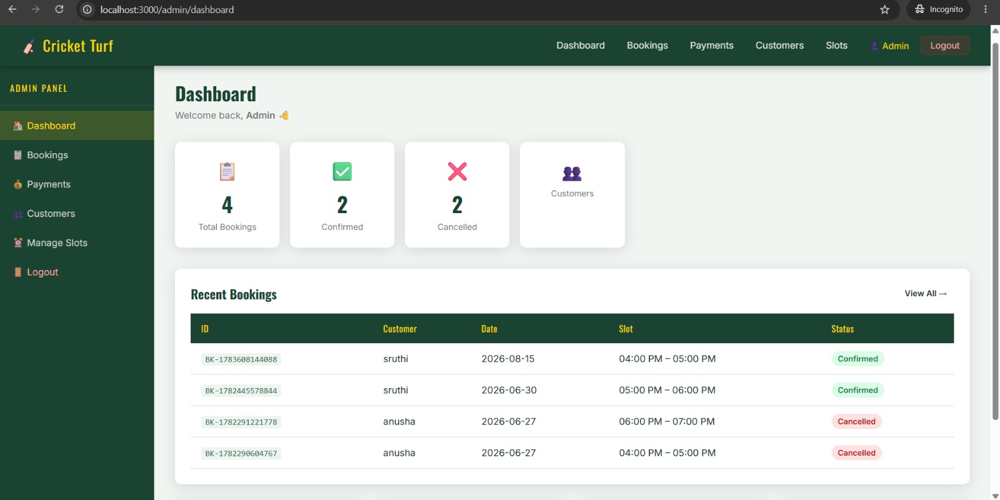 localhost:3000/admin/dashboard
Incognito
Cricket Turf
Dashboard Bookings Payments Customers Slots Admin Logout
ADMIN PANEL
Dashboard
Bookings
Payments
Customers
Manage Slots
Logout
Dashboard
Welcome back, Admin 👋
4
Total Bookings
2
Confirmed
2
Cancelled
Customers
Recent Bookings
View All →
ID Customer Date Slot Status
BK-1783608144088 sruthi 2026-08-15 04:00 PM – 05:00 PM Confirmed
BK-1782445578844 sruthi 2026-06-30 05:00 PM – 06:00 PM Confirmed
BK-1782291221778 anusha 2026-06-27 06:00 PM – 07:00 PM Cancelled
BK-1782290604767 anusha 2026-06-27 04:00 PM – 05:00 PM Cancelled